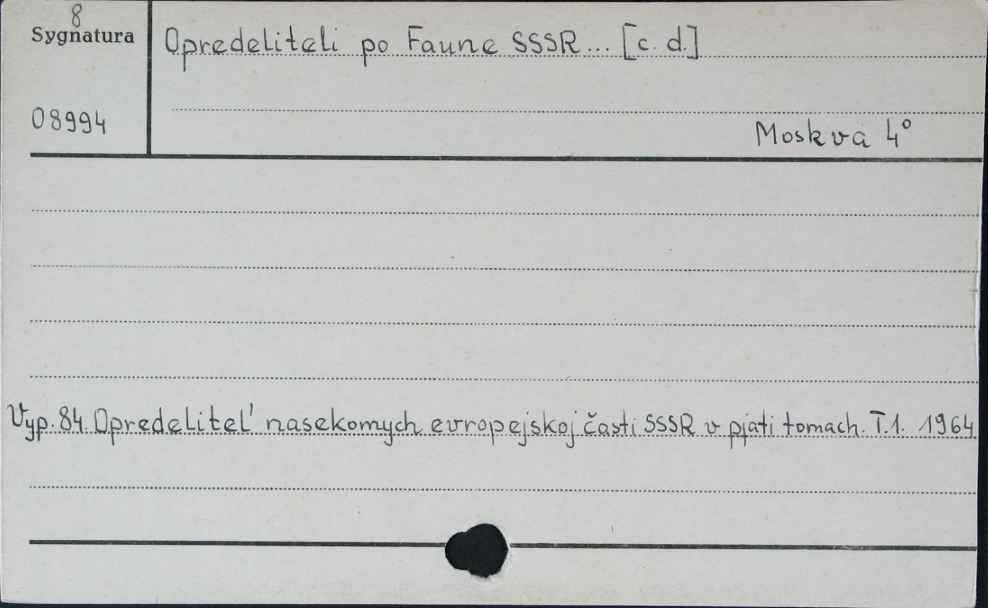 8
Sygnatura
Opredeliteli po Faune SSSR... [c. d.]
08994
Moskva 4°
Vyp. 84. Opredelitel' nasekomych evropejskoj časti SSSR v pjati tomach. T.1. 1964